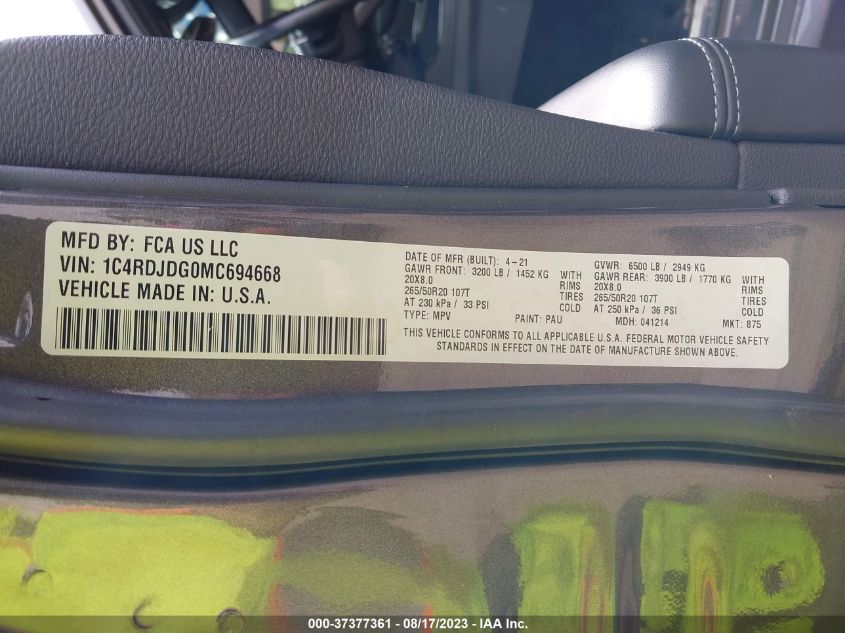 MFD BY: FCA US LLC
VIN: 1C4RDJDG0MC694668
VEHICLE MADE IN: U.S.A.
DATE OF MFR (BUILT): 4-21 GVWR: 6500 LB / 2949 KG
GAWR FRONT: 3200 LB / 1452 KG WITH GAWR REAR: 3900 LB / 1770 KG WITH
20X8.0 RIMS 20X8.0 RIMS
265/50R20 107T TIRES 265/50R20 107T TIRES
AT 230 kPa / 33 PSI COLD AT 250 kPa / 36 PSI COLD
TYPE: MPV PAINT: PAU MDH: 041214 MKT: 875
THIS VEHICLE CONFORMS TO ALL APPLICABLE U.S.A. FEDERAL MOTOR VEHICLE SAFETY
STANDARDS IN EFFECT ON THE DATE OF MANUFACTURE SHOWN ABOVE.
000-37377361 - 08/17/2023 - IAA Inc.